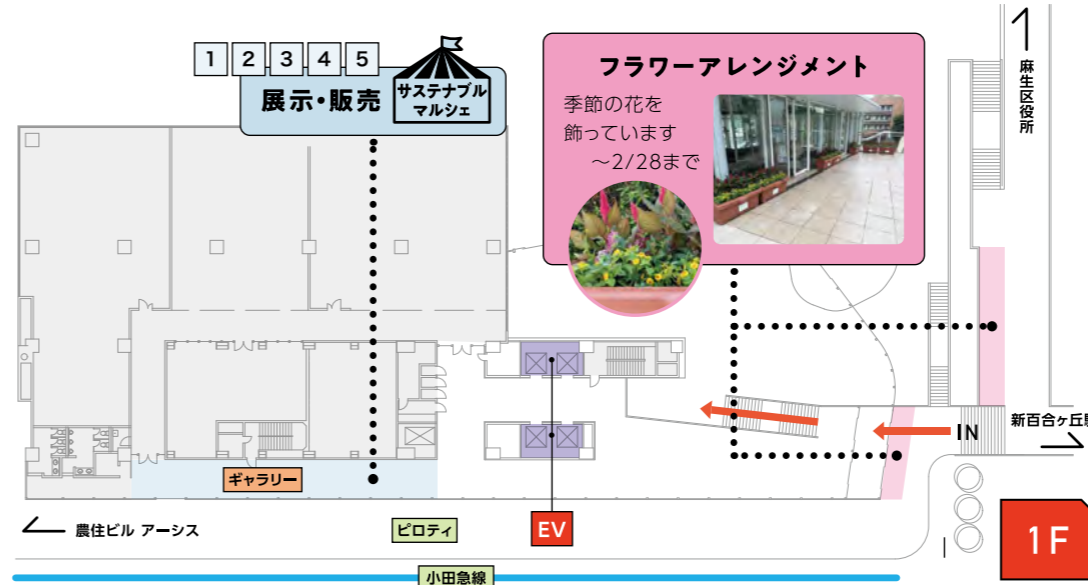 1 2 3 4 5
展示・販売
サステナブル
マルシェ
フラワーアレンジメント
季節の花を
飾っています
～2/28まで
麻生区役所
IN
新百合ヶ丘駅
ギャラリー
農住ビル アーシス
ピロティ
EV
1F
小田急線